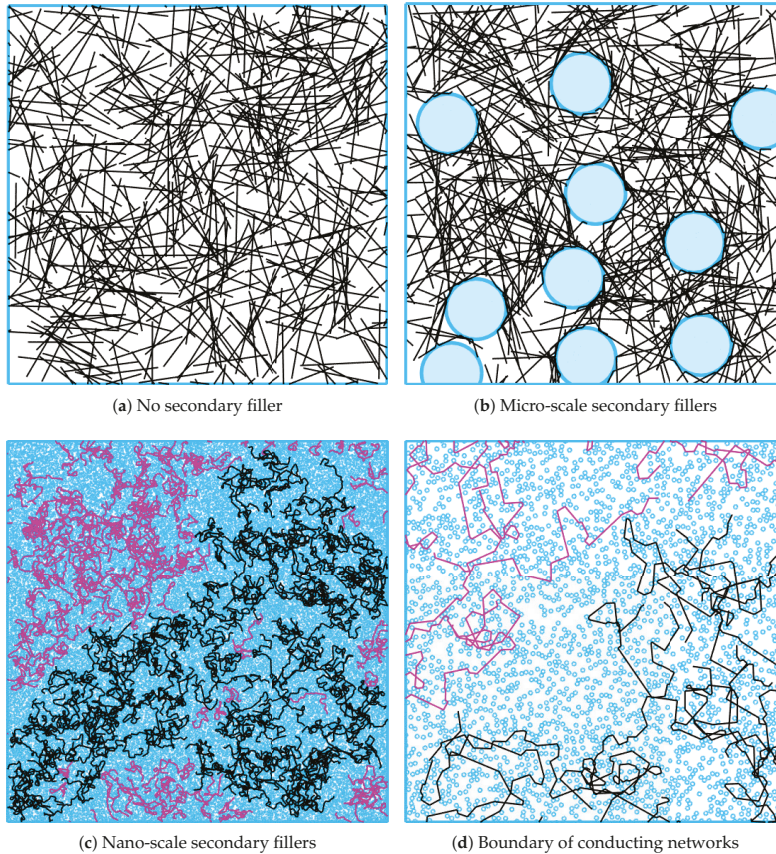 (a) No secondary filler
(b) Micro-scale secondary fillers
(c) Nano-scale secondary fillers
(d) Boundary of conducting networks